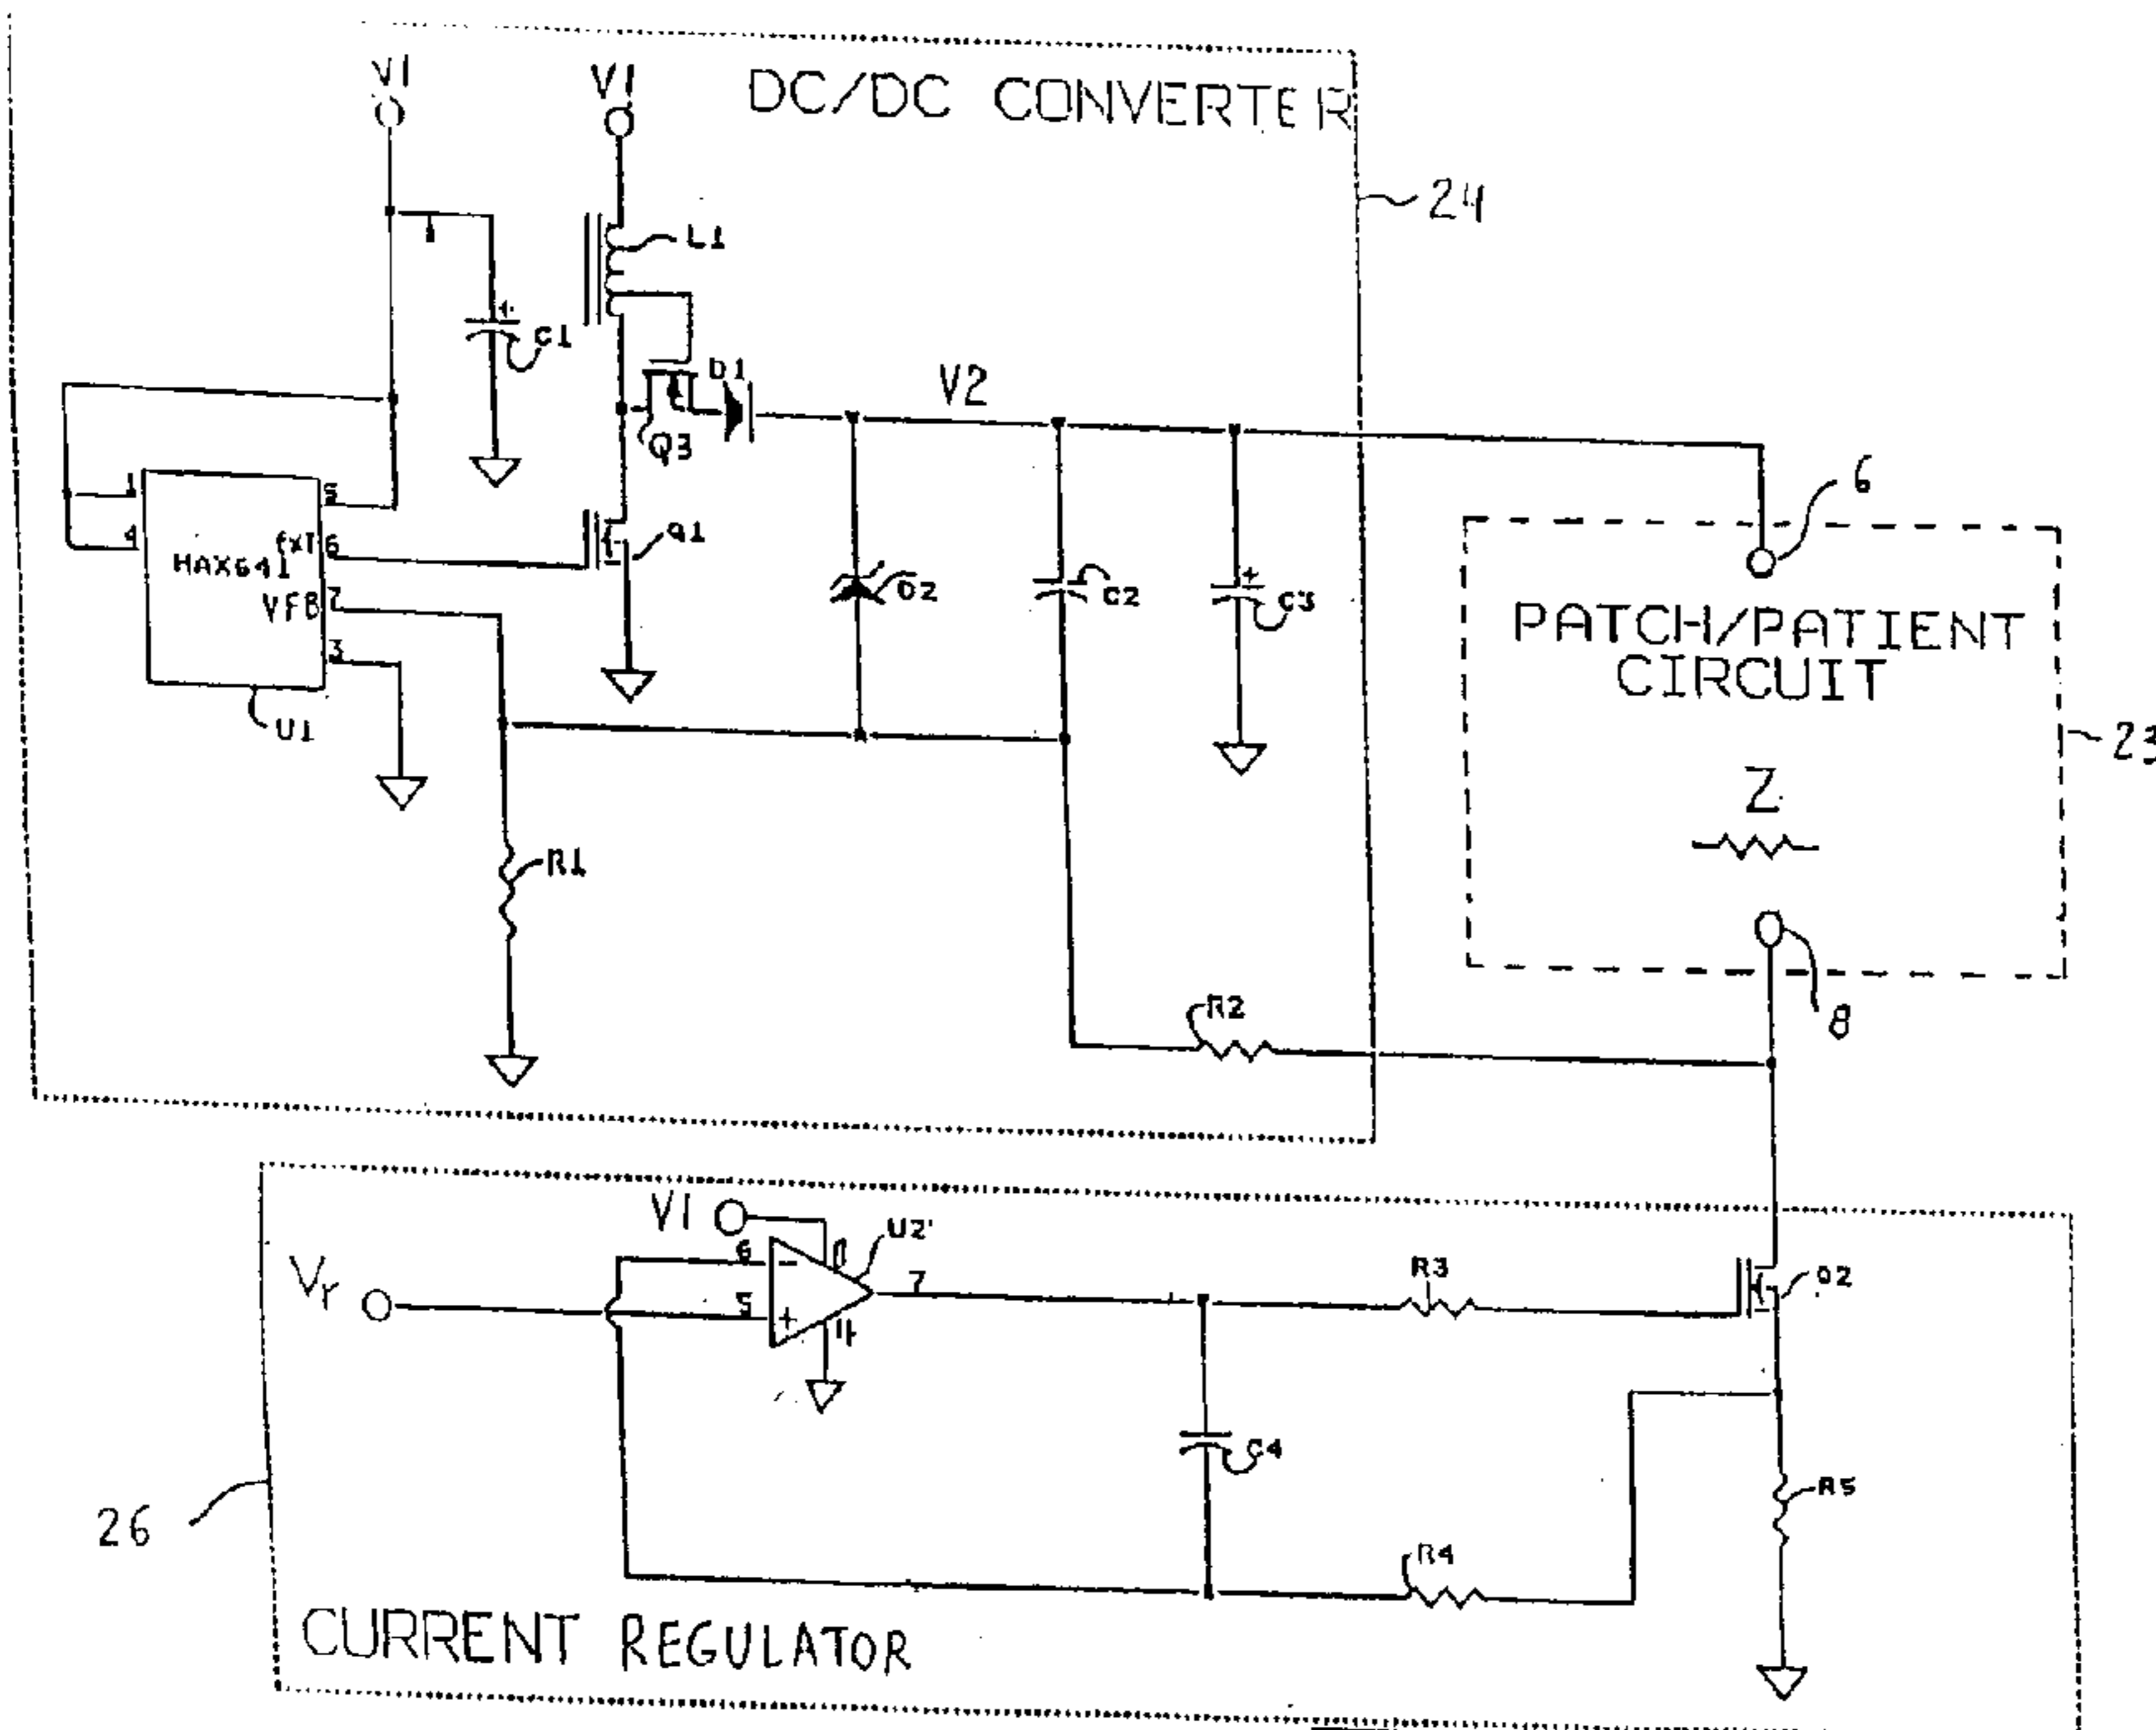 V1
V1
DC/DC CONVERTER
24
L1
C1
D1
V2
Q3
1
5
4
EXT 6
MAX641
VFB 7
3
U1
Q1
D2
C2
C3
6
PATCH/PATIENT
CIRCUIT
23
Z
R1
R2
8
V1
U2
6
8
Vr
5
7
4
R3
Q2
C4
R5
26
R4
CURRENT REGULATOR